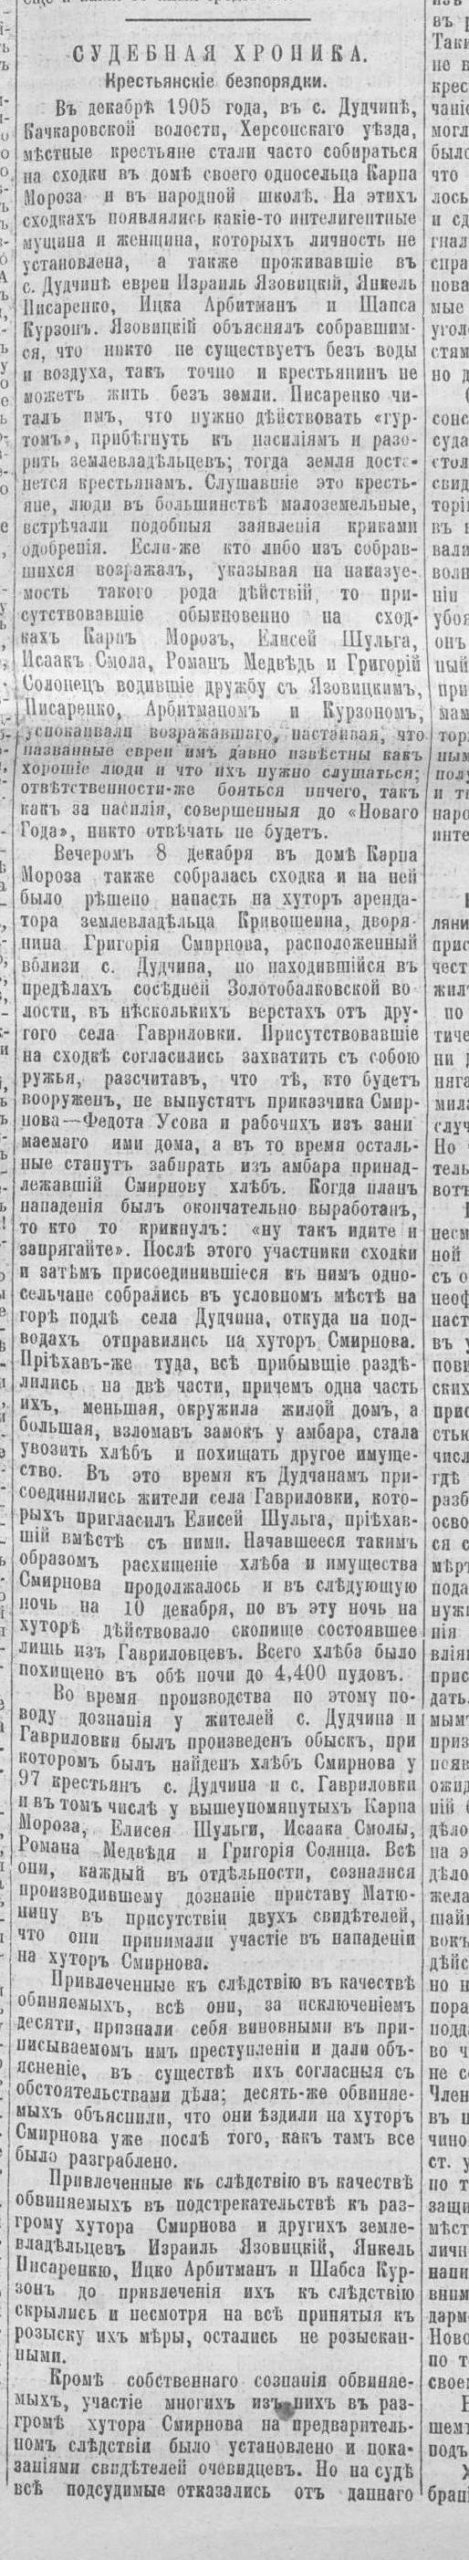 СУДЕБНАЯ ХРОНИКА.
Крестьянскіе безпорядки.
Въ декабрѣ 1905 года, въ с. Дудчинѣ,
Качкаровской волости, Херсонскаго уѣзда,
мѣстные крестьяне стали часто собираться
на сходки въ домѣ своего односельца Карпа
Мороза и въ народной школѣ. На этихъ
сходкахъ появлялись какіе-то интелигентные
мущина и женщина, которыхъ личность не
установлена, а также проживавшіе въ
с. Дудчинѣ евреи Израиль Язовицкій, Янкель
Писаренко, Ицка Арбитманъ и Шапса
Курзонъ. Язовицкій объяснялъ собравшим-
ся, что никто не существуетъ безъ воды
и воздуха, такъ точно и крестьянинъ не
можетъ жить безъ земли. Писаренко чи-
талъ имъ, что нужно дѣйствовать «гур-
томъ», прибѣгнуть къ насиліямъ и разо-
рить землевладѣльцевъ; тогда земля доста-
нется крестьянамъ. Слушавшіе это кресть-
яне, люди въ большинствѣ малоземельные,
встрѣчали подобныя заявленія криками
одобренія. Если-же кто либо изъ собрав-
шихся возражалъ, указывая на наказуе-
мость такого рода дѣйствій, то при-
сутствовавшіе обыкновенно на сход-
кахъ Карпъ Морозъ, Елисей Шульга,
Исаакъ Смола, Романъ Медвѣдь и Григорій
Солонецъ водившіе дружбу съ Язовицкимъ,
Писаренко, Арбитманомъ и Курзономъ,
успокаивали возражавшаго, настаивая, что
названные евреи имъ давно извѣстны какъ
хорошіе люди и что ихъ нужно слушаться;
отвѣтственности-же бояться нечего, такъ
какъ за насилія, совершенныя до «Новаго
Года», никто отвѣчать не будетъ.
Вечеромъ 8 декабря въ домѣ Карпа
Мороза также собралась сходка и на ней
было рѣшено напасть на хуторъ аренда-
тора землевладѣльца Кривошеина, дворя-
нина Григорія Смирнова, расположенный
вблизи с. Дудчина, но находившійся въ
предѣлахъ сосѣдней Золотобалковской во
лости, въ нѣсколькихъ верстахъ отъ дру-
гого села Гавриловки. Присутствовавшіе
на сходкѣ согласились захватить съ собою
ружья, разсчитавъ, что тѣ, кто будетъ
вооруженъ, не выпустятъ приказчика Смир-
нова—Федота Усова и рабочихъ изъ зани
маемаго ими дома, а въ то время осталь-
ные станутъ забирать изъ амбара принад-
лежавшій Смирнову хлѣбъ. Когда планъ
нападенія былъ окончательно выработанъ,
то кто то крикнулъ: «ну такъ идите и
запрягайте». Послѣ этого участники сходки
и затѣмъ присоединившіеся къ нимъ одно-
сельчане собрались въ условномъ мѣстѣ на
горѣ подлѣ села Дудчина, откуда на под-
водахъ отправились на хуторъ Смирнова.
Пріѣхавъ-же туда, всѣ прибывшіе раздѣ-
лились на двѣ части, причемъ одна часть
ихъ, меньшая, окружила жилой домъ, а
большая, взломавъ замокъ у амбара, стала
увозить хлѣбъ и похищать другое имуще-
ство. Въ это время къ Дудчанамъ при-
соединились жители села Гавриловки, кото-
рыхъ пригласилъ Елисей Шульга, пріѣхав-
шій вмѣстѣ съ ними. Начавшееся такимъ
образомъ расхищеніе хлѣба и имущества
Смирнова продолжалось и въ слѣдующую
ночь на 10 декабря, но въ эту ночь на
хуторѣ дѣйствовало скопище состоявшее
лишь изъ Гавриловцевъ. Всего хлѣба было
похищено въ обѣ ночи до 4,400 пудовъ.
Во время производства по этому по-
воду дознанія у жителей с. Дудчина и
Гавриловки былъ произведенъ обыскъ, при
которомъ былъ найденъ хлѣбъ Смирнова у
97 крестьянъ с. Дудчина и с. Гавриловки
и въ томъ числѣ у вышеупомянутыхъ Карпа
Мороза, Елисея Шульги, Исаака Смолы,
Романа Медвѣдя и Григорія Солнца. Всѣ
они, каждый въ отдѣльности, сознались
производившему дознаніе приставу Матю-
нину въ присутствіи двухъ свидѣтелей,
что они принимали участіе въ нападеніи
на хуторъ Смирнова.
Привлеченные къ слѣдствію въ качествѣ
обвиняемыхъ, всѣ они, за исключеніемъ
десяти, признали себя виновными въ при-
писываемомъ имъ преступленіи и дали объ-
ясненіе, въ существѣ ихъ согласныя съ
обстоятельствами дѣла; десять-же обвиняе-
мыхъ объяснили, что они ѣздили на хуторъ
Смирнова уже послѣ того, какъ тамъ все
было разграблено.
Привлеченные къ слѣдствію въ качествѣ
обвиняемыхъ въ подстрекательствѣ къ раз-
грому хутора Смирнова и другихъ земле-
владѣльцевъ Израиль Язовицкій, Янкель
Писаренкю, Ицко Арбитманъ и Шабса Кур-
зонъ до привлеченія ихъ къ слѣдствію
скрылись и несмотря на всѣ принятыя къ
розыску ихъ мѣры, остались не розыскан-
ными.
Кромѣ собственнаго сознанія обвиняе-
мыхъ, участіе многихъ изъ нихъ въ раз-
громѣ хутора Смирнова на предваритель-
номъ слѣдствіи было установлено и пока-
заніями свидѣтелей очевидцевъ. Но на судѣ
всѣ подсудимые отказались отъ даннаго